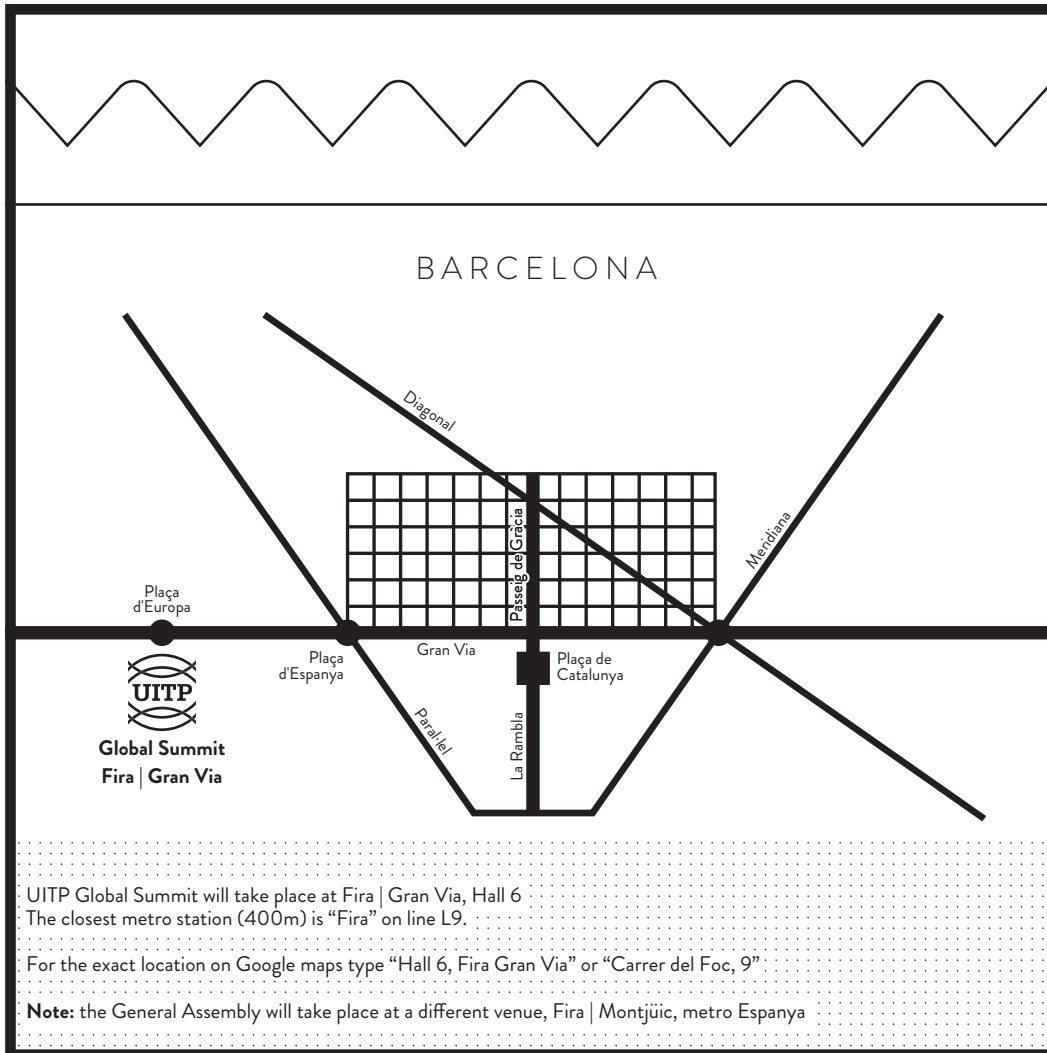 BARCELONA
Diagonal
Passeig de Gràcia
Meridiana
Plaça
d'Europa
Gran Via
Plaça
d'Espanya
Plaça de
Catalunya
UITP
Paral·lel
La Rambla
Global Summit
Fira | Gran Via
UITP Global Summit will take place at Fira | Gran Via, Hall 6
The closest metro station (400m) is “Fira” on line L9.
For the exact location on Google maps type “Hall 6, Fira Gran Via” or “Carrer del Foc, 9”
Note: the General Assembly will take place at a different venue, Fira | Montjüic, metro Espanya